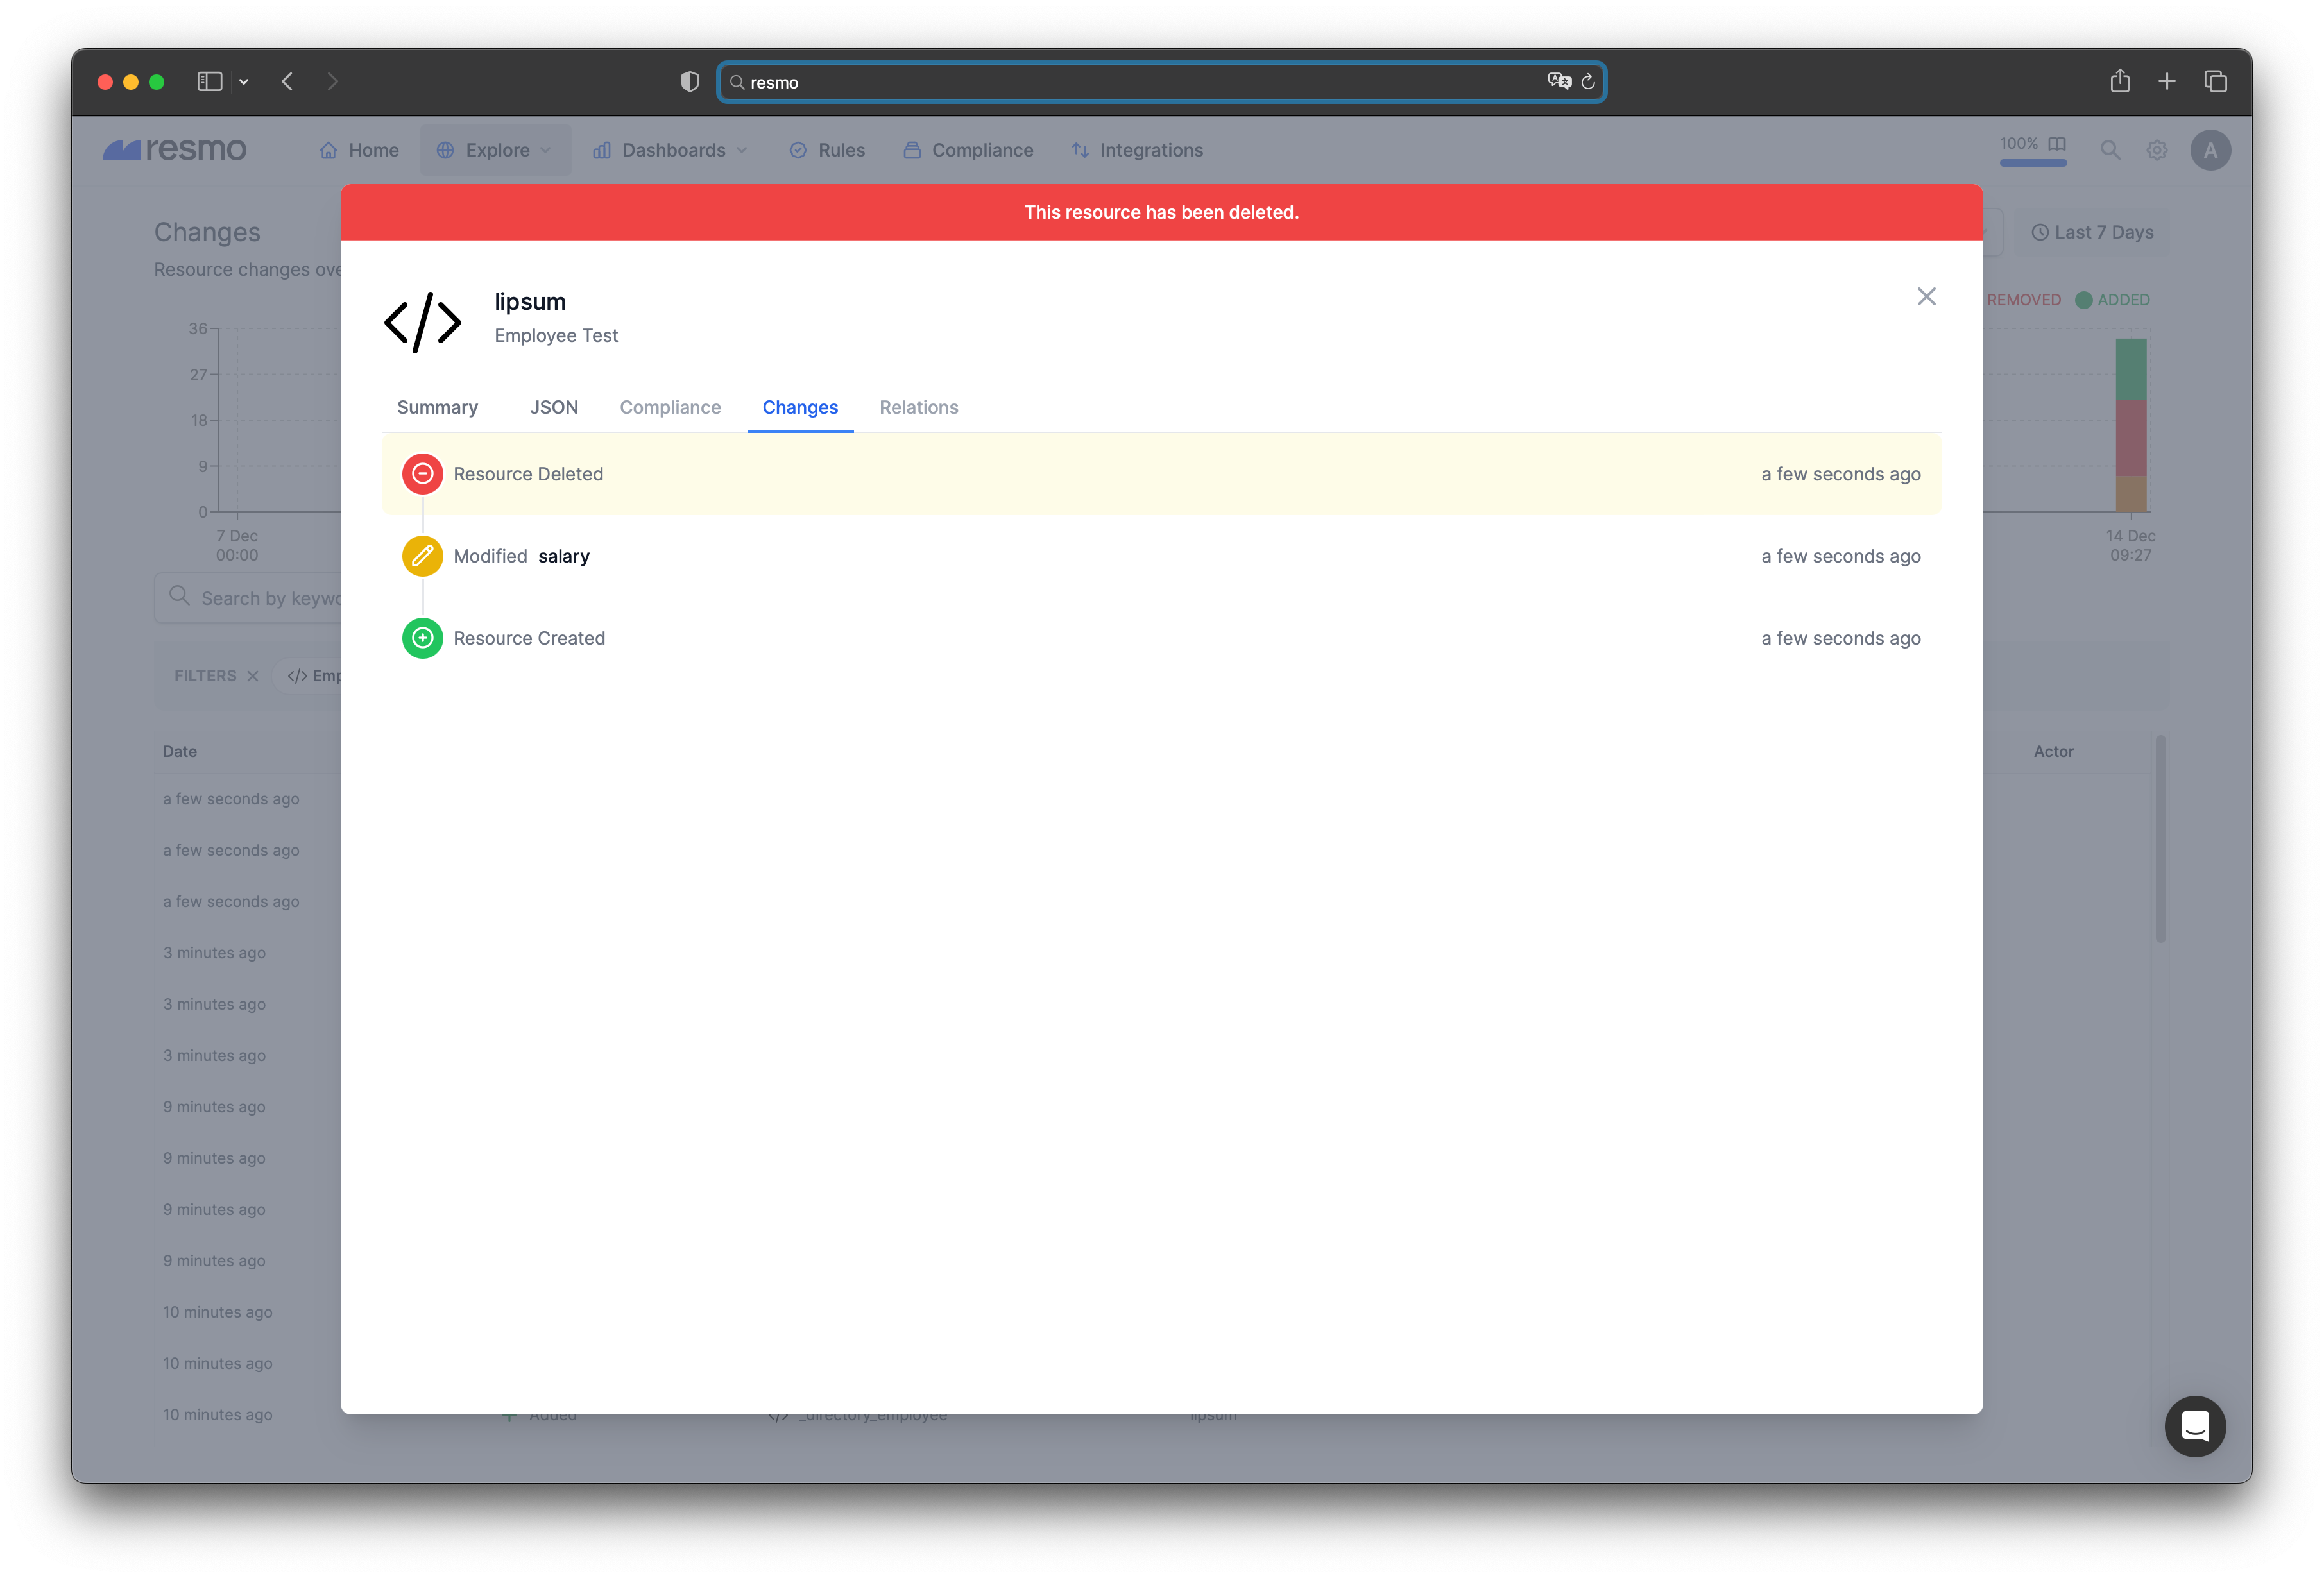 resmo
resmo
Home
Explore
Dashboards
Rules
Compliance
Integrations
100%
A
This resource has been deleted.
Changes
Resource changes ove
Last 7 Days
REMOVED
ADDED
36
27
18
9
0
7 Dec
00:00
14 Dec
09:27
lipsum
Employee Test
Summary
JSON
Compliance
Changes
Relations
Resource Deleted
a few seconds ago
Modified salary
a few seconds ago
Resource Created
a few seconds ago
Search by keywo
FILTERS
</> Emp
Date
Actor
a few seconds ago
a few seconds ago
a few seconds ago
3 minutes ago
3 minutes ago
3 minutes ago
9 minutes ago
9 minutes ago
9 minutes ago
9 minutes ago
10 minutes ago
10 minutes ago
10 minutes ago
Added
</> _directory_employee
lipsum